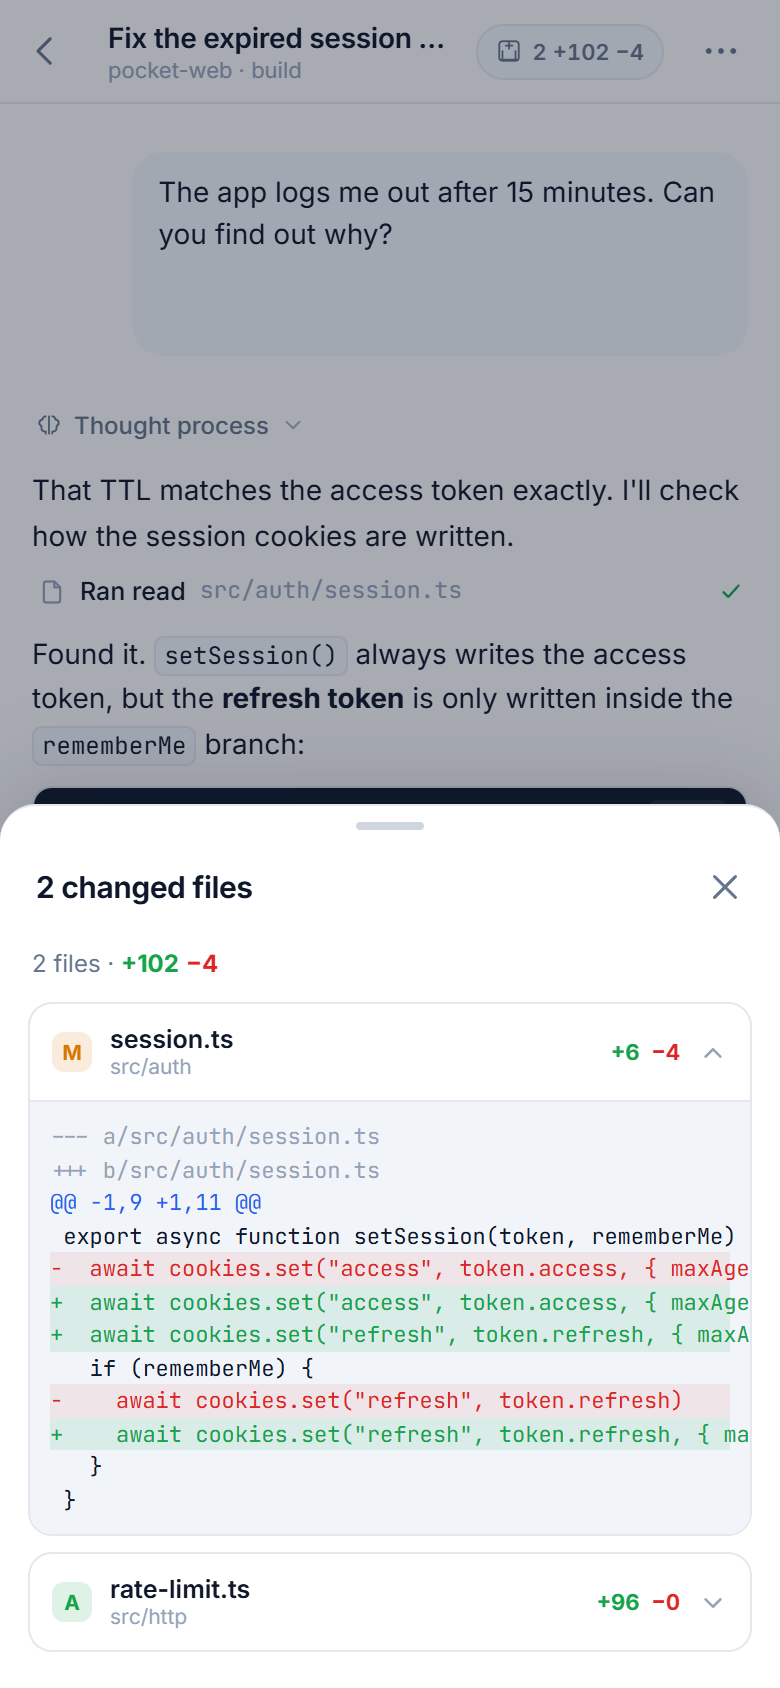 Fix the expired session ...
pocket-web · build
2 +102 −4
The app logs me out after 15 minutes. Can
you find out why?
Thought process
That TTL matches the access token exactly. I'll check
how the session cookies are written.
Ran read src/auth/session.ts
Found it. setSession() always writes the access
token, but the refresh token is only written inside the
rememberMe branch:
2 changed files
2 files · +102 −4
M session.ts
src/auth
+6 −4
--- a/src/auth/session.ts
+++ b/src/auth/session.ts
@@ -1,9 +1,11 @@
 export async function setSession(token, rememberMe)
-  await cookies.set("access", token.access, { maxAge
+  await cookies.set("access", token.access, { maxAge
+  await cookies.set("refresh", token.refresh, { maxA
   if (rememberMe) {
-    await cookies.set("refresh", token.refresh)
+    await cookies.set("refresh", token.refresh, { ma
   }
 }
A rate-limit.ts
src/http
+96 −0